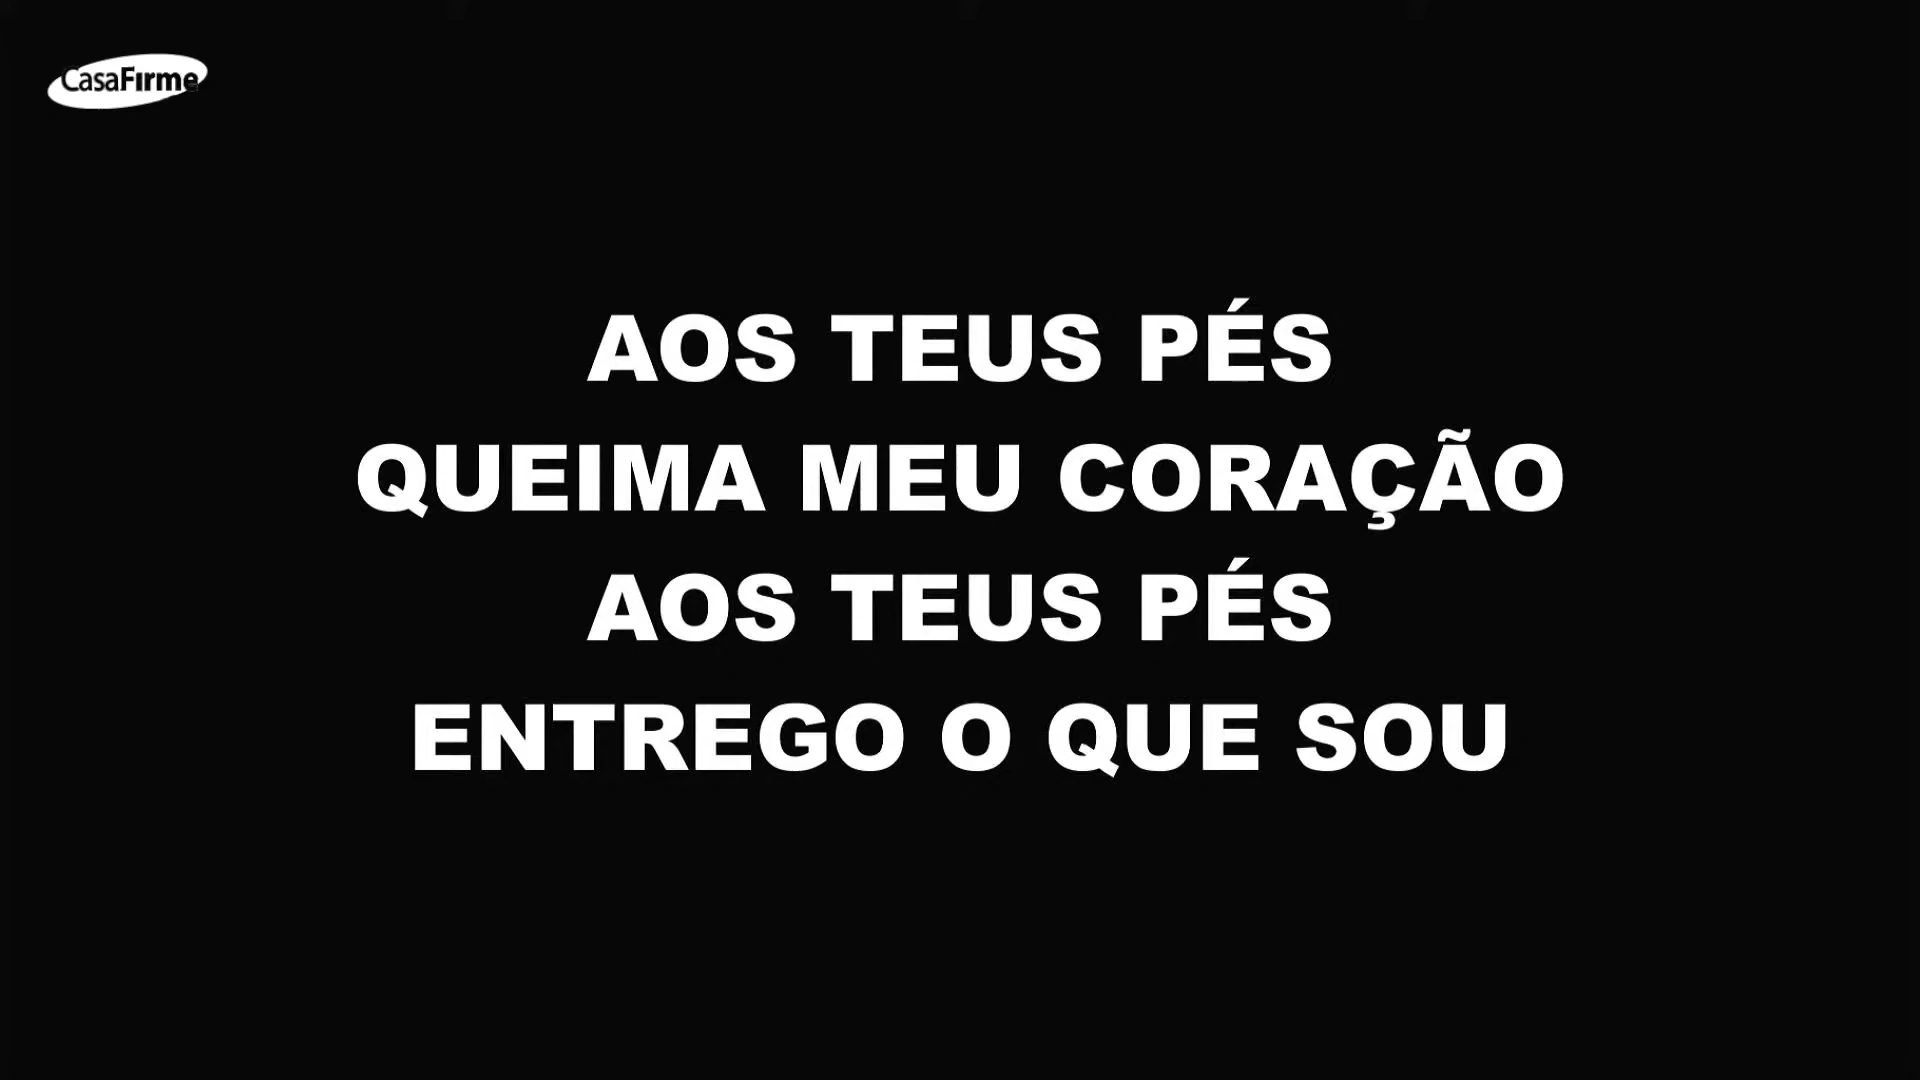 CasaFirme
AOS TEUS PÉS
QUEIMA MEU CORAÇÃO
AOS TEUS PÉS
ENTREGO O QUE SOU